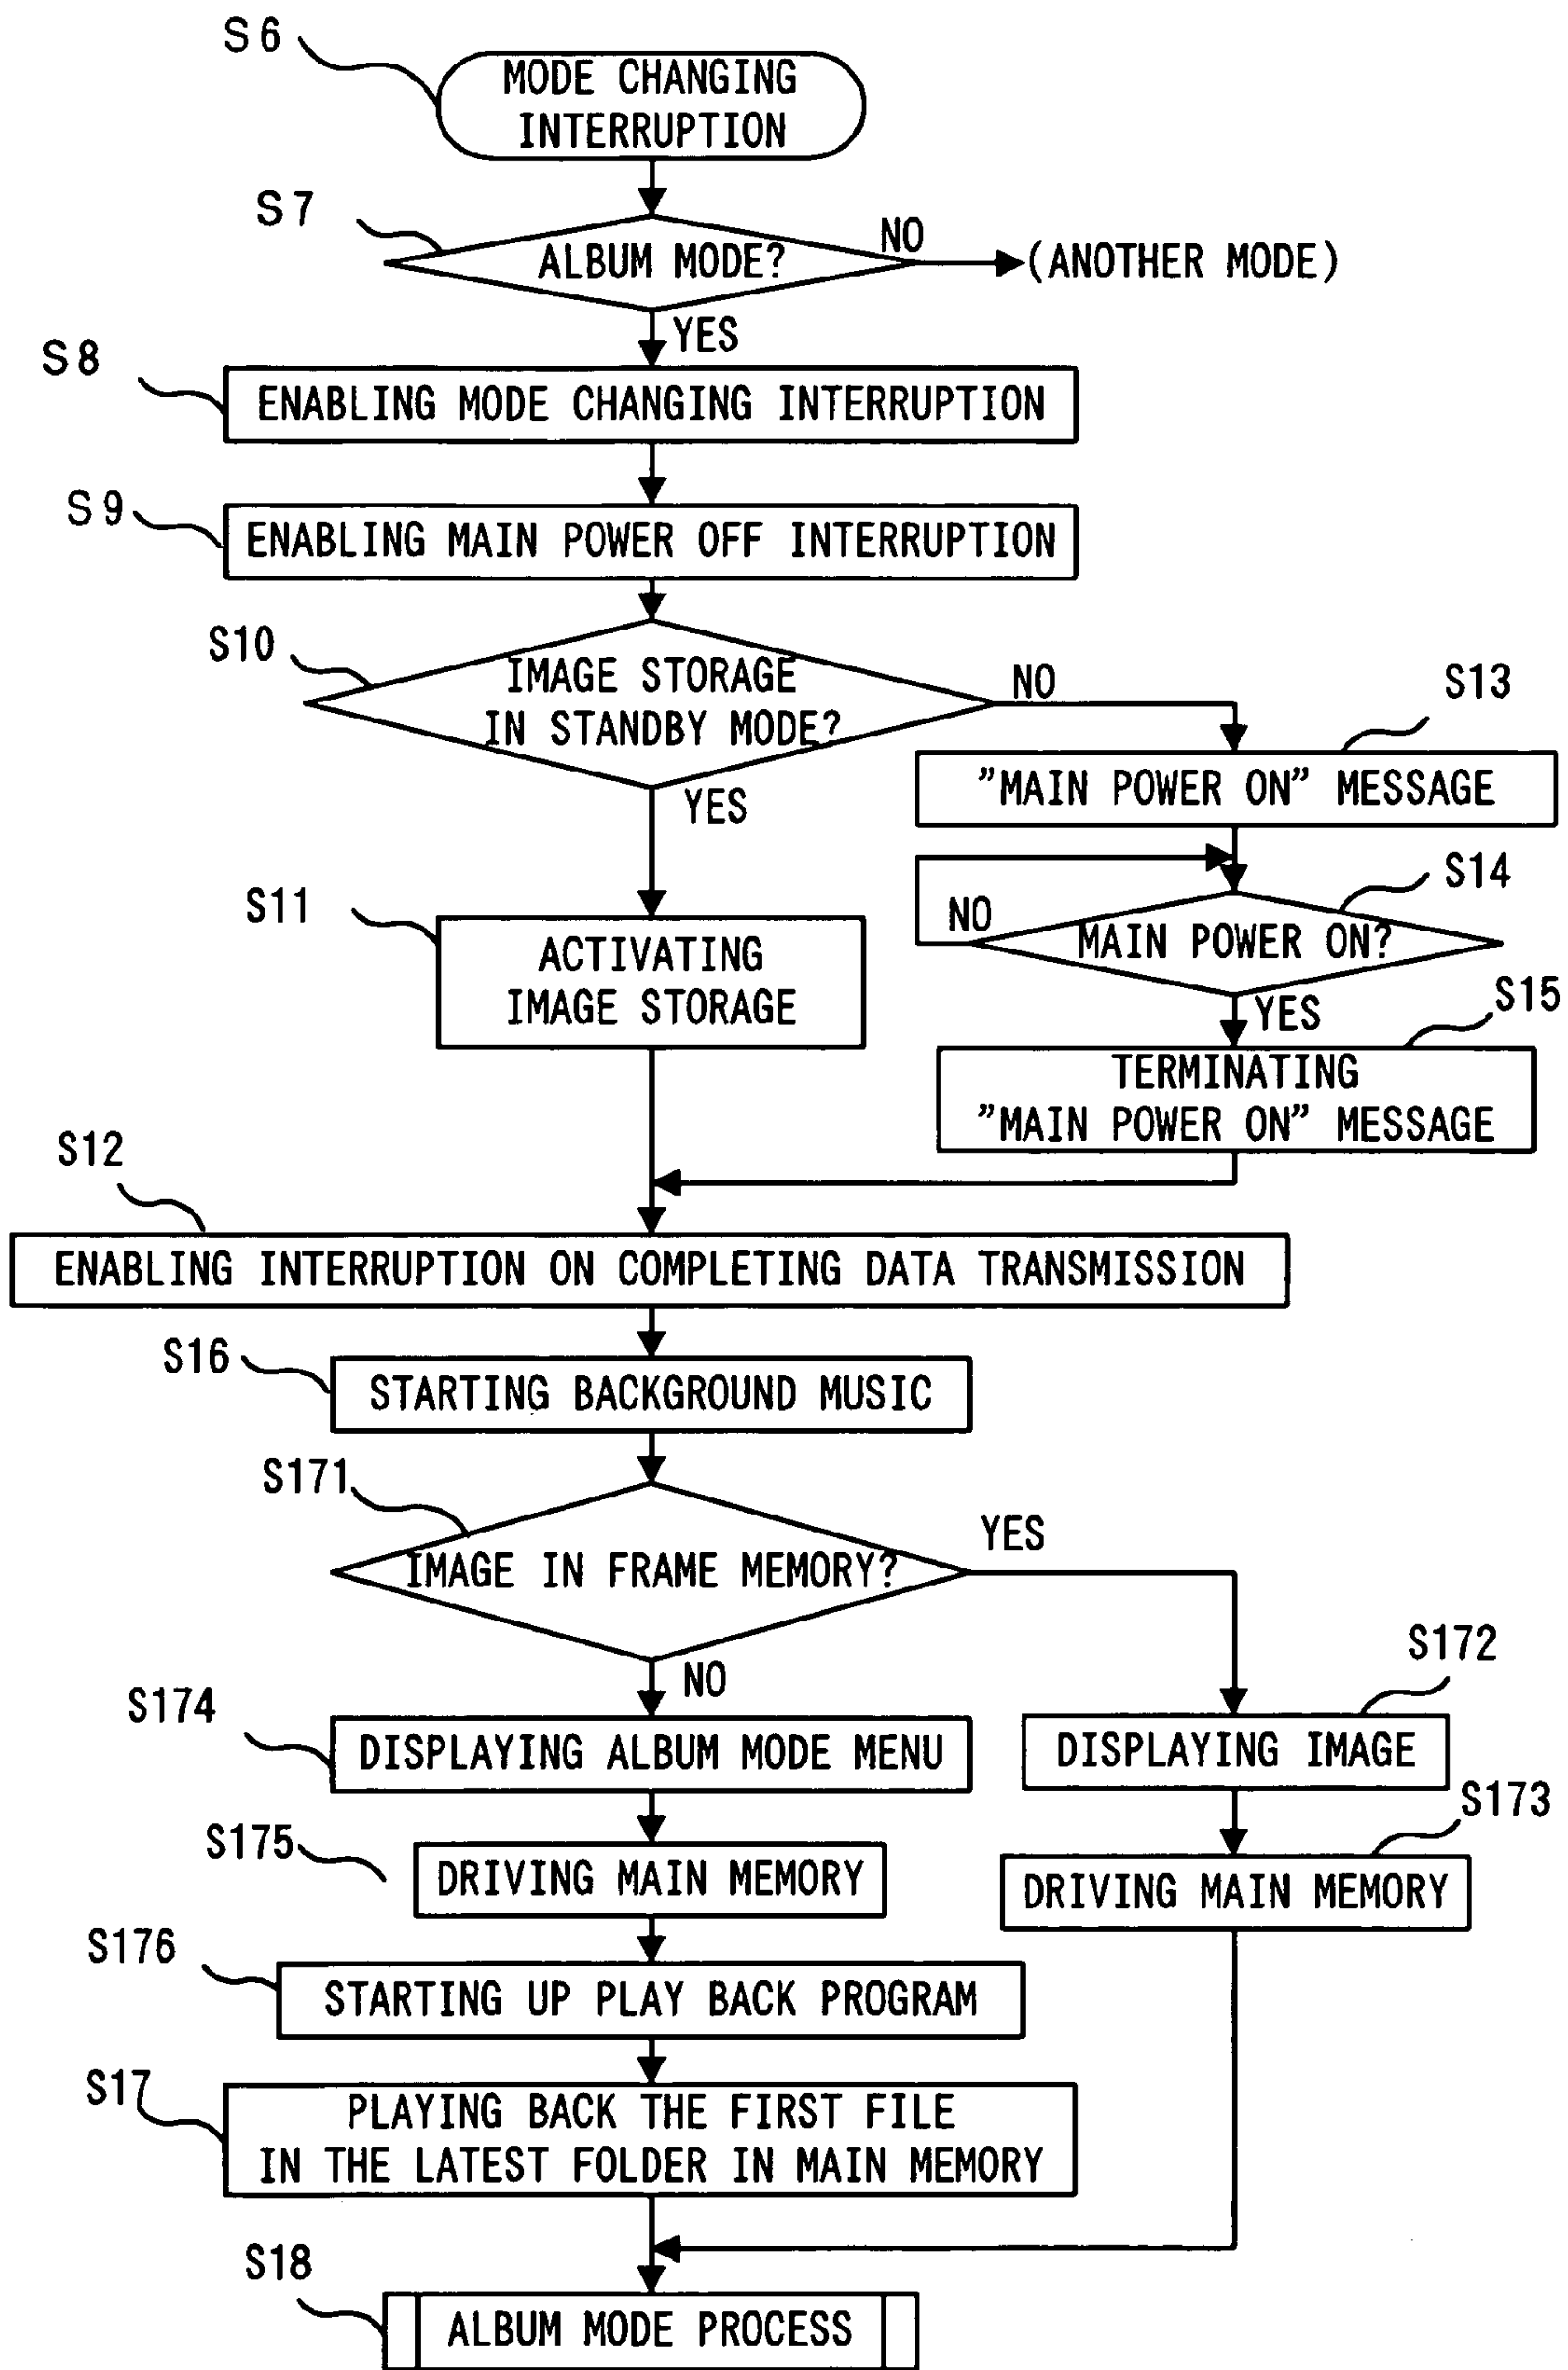 S6
MODE CHANGING
INTERRUPTION
S7
ALBUM MODE?
NO
(ANOTHER MODE)
YES
S8
ENABLING MODE CHANGING INTERRUPTION
S9
ENABLING MAIN POWER OFF INTERRUPTION
S10
IMAGE STORAGE
IN STANDBY MODE?
NO
YES
S13
”MAIN POWER ON” MESSAGE
S14
MAIN POWER ON?
NO
YES
S11
ACTIVATING
IMAGE STORAGE
S15
TERMINATING
”MAIN POWER ON” MESSAGE
S12
ENABLING INTERRUPTION ON COMPLETING DATA TRANSMISSION
S16
STARTING BACKGROUND MUSIC
S171
IMAGE IN FRAME MEMORY?
YES
NO
S172
DISPLAYING IMAGE
S174
DISPLAYING ALBUM MODE MENU
S173
DRIVING MAIN MEMORY
S175
DRIVING MAIN MEMORY
S176
STARTING UP PLAY BACK PROGRAM
S17
PLAYING BACK THE FIRST FILE
IN THE LATEST FOLDER IN MAIN MEMORY
S18
ALBUM MODE PROCESS